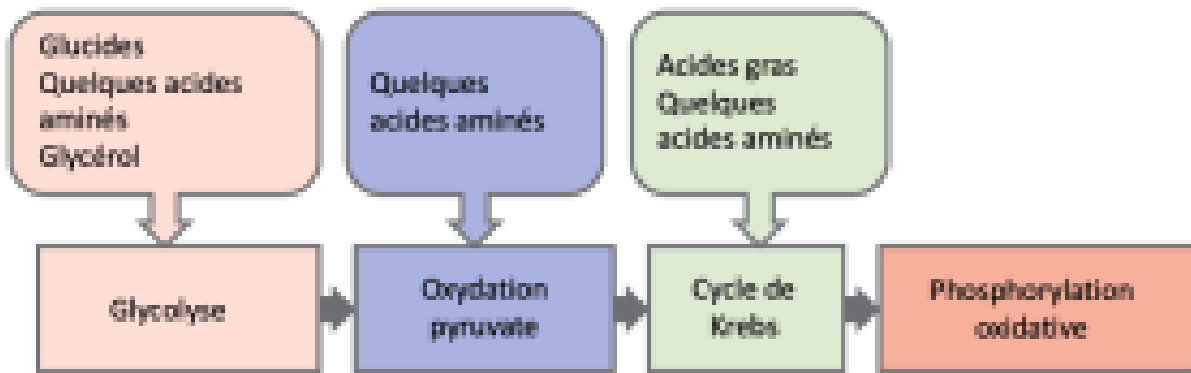 Glucides
Quelques acides
aminés
Glycérol
Quelques
acides aminés
Acides gras
Quelques
acides aminés
Glycolyse
Oxydation
pyruvate
Cycle de
Krebs
Phosphorylation
oxidative